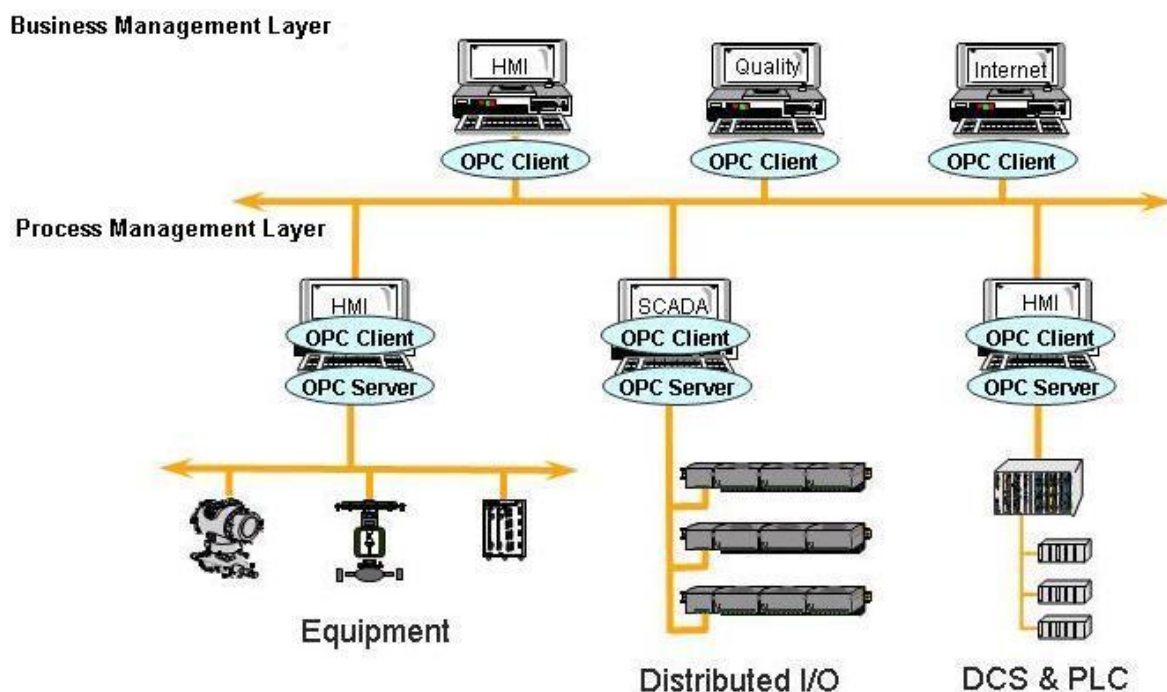 Business Management Layer
HMI
Quality
Internet
OPC Client
OPC Client
OPC Client
Process Management Layer
HMI
SCADA
HMI
OPC Client
OPC Client
OPC Client
OPC Server
OPC Server
OPC Server
Equipment
Distributed I/O
DCS & PLC